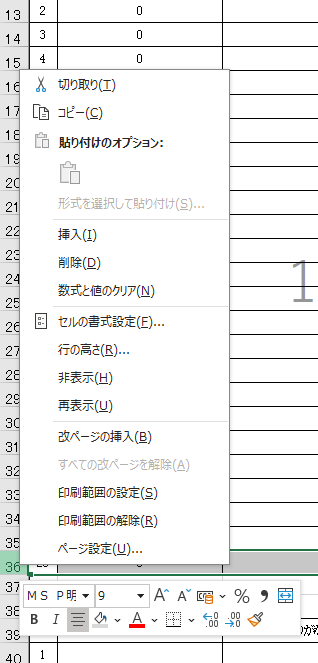 13 2 0
14 3 0
15 4 0
16
切り取り(T)
17
コピー(C)
18
貼り付けのオプション:
19
20
形式を選択して貼り付け(S)...
21
22
挿入(I)
23
削除(D)
24
数式と値のクリア(N)
1
25
セルの書式設定(F)...
26
27
行の高さ(R)...
28
非表示(H)
29
再表示(U)
30
31
改ページの挿入(B)
32
すべての改ページを解除(A)
33
印刷範囲の設定(S)
34
印刷範囲の解除(R)
35
ページ設定(U)...
36
37
ＭＳ Ｐ明 9 A A % 9
38
B I A .00 .0
39
40 1